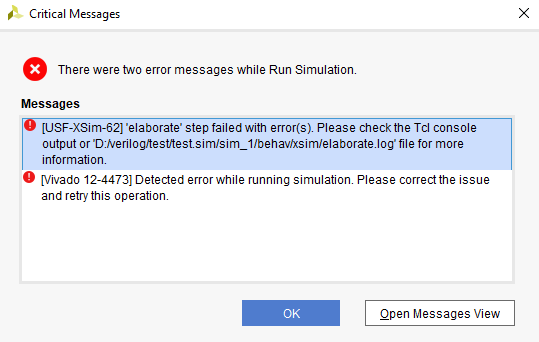 Critical Messages
There were two error messages while Run Simulation.
Messages
[USF-XSim-62] 'elaborate' step failed with error(s). Please check the Tcl console
output or 'D:/verilog/test/test.sim/sim_1/behav/xsim/elaborate.log' file for more
information.
[Vivado 12-4473] Detected error while running simulation. Please correct the issue
and retry this operation.
OK
Open Messages View